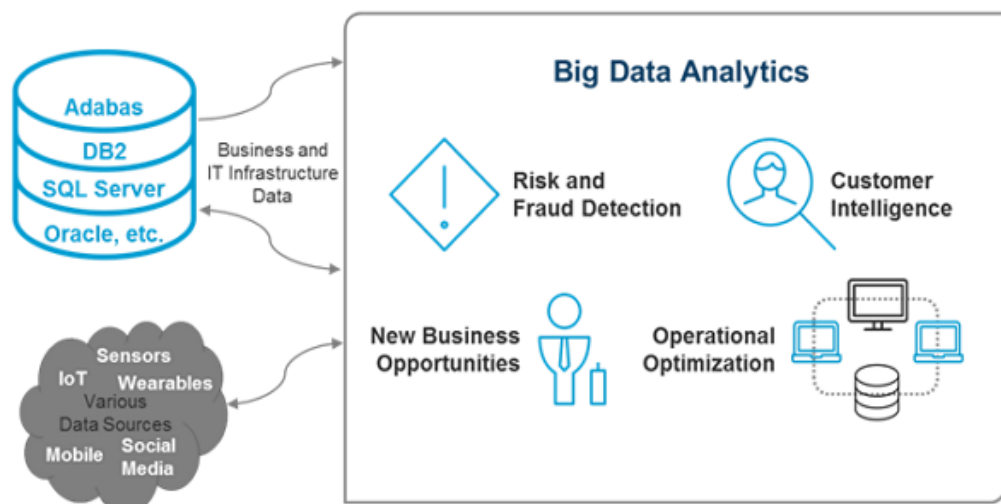 Big Data Analytics
Adabas
DB2
SQL Server
Oracle, etc.
Business and
IT Infrastructure
Data
Risk and
Fraud Detection
Customer
Intelligence
New Business
Opportunities
Operational
Optimization
Sensors
IoT
Wearables
Various
Data Sources
Mobile
Social
Media